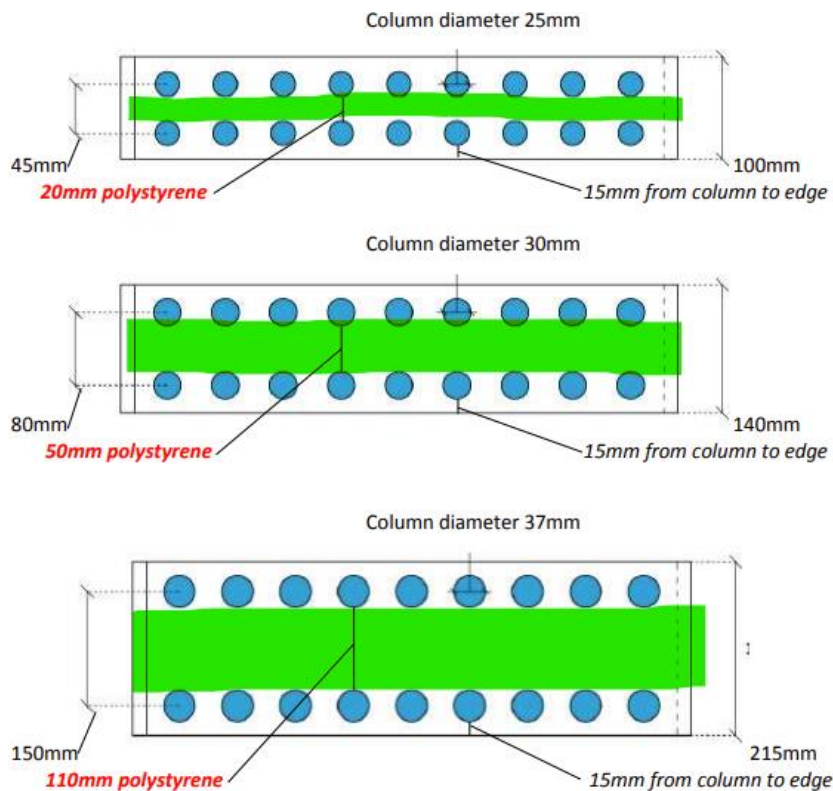 Column diameter 25mm
45mm
100mm
20mm polystyrene
15mm from column to edge
Column diameter 30mm
80mm
140mm
50mm polystyrene
15mm from column to edge
Column diameter 37mm
150mm
215mm
110mm polystyrene
15mm from column to edge